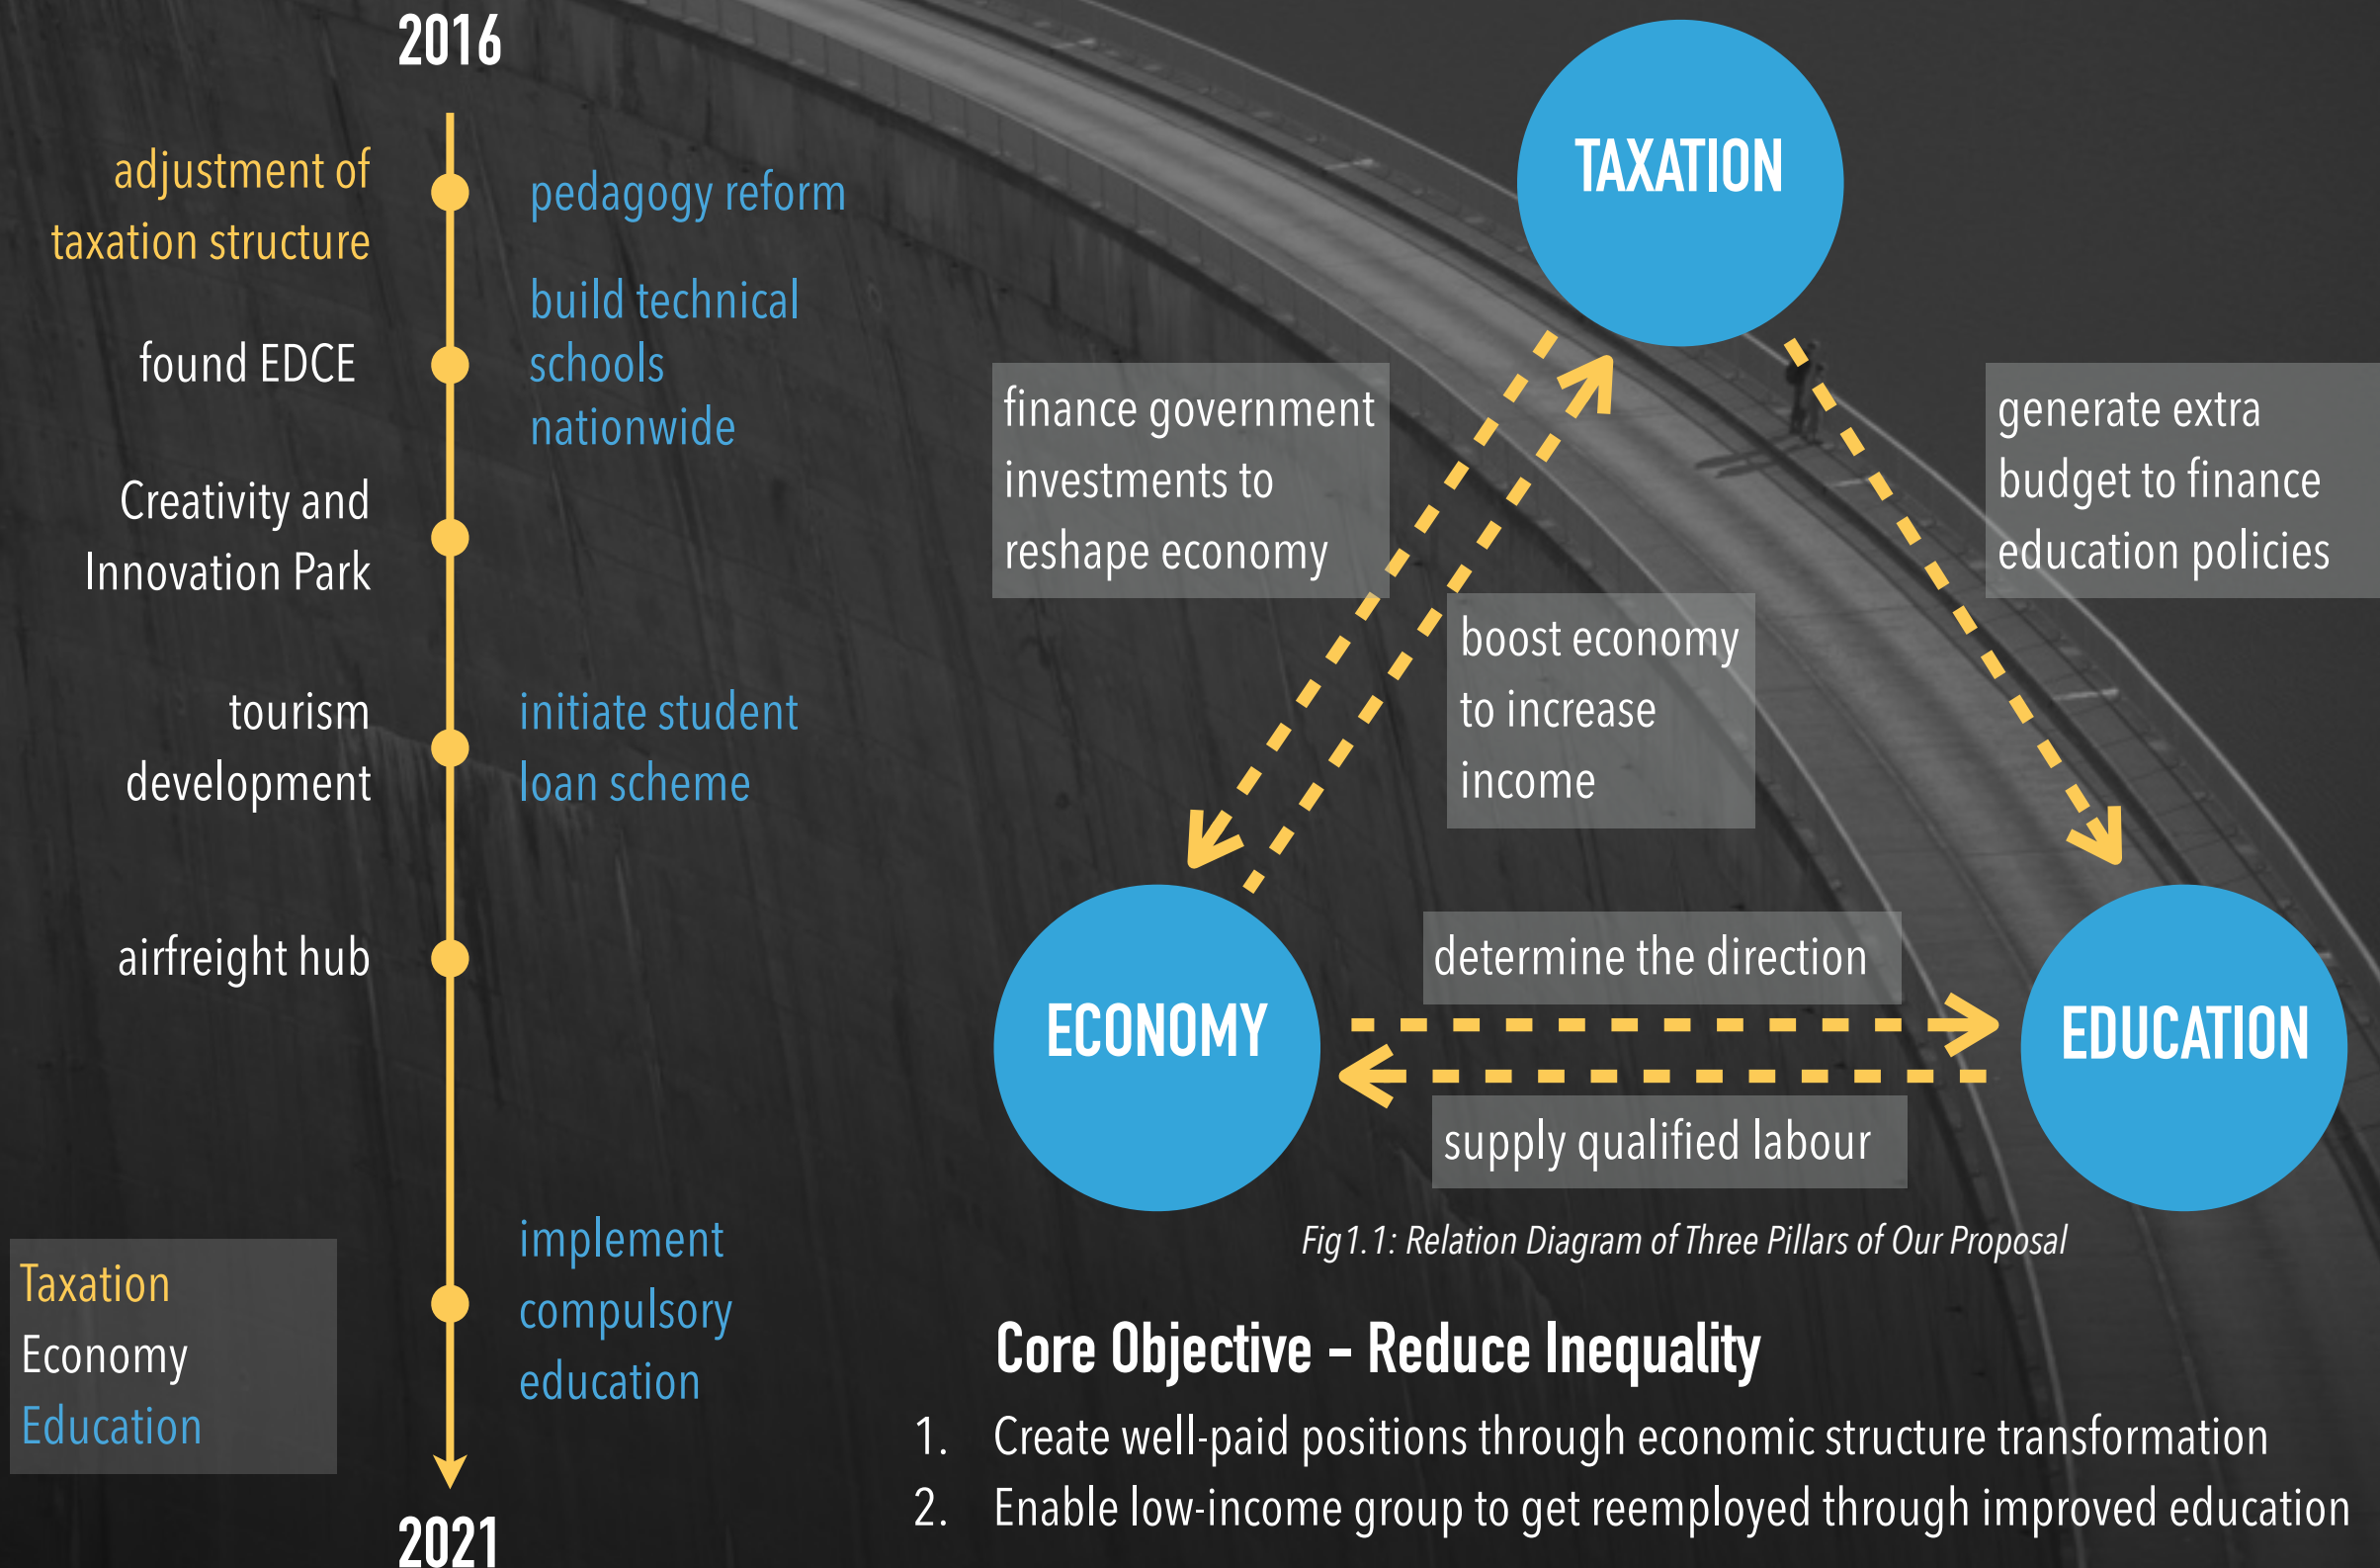 2016
adjustment of
taxation structure
pedagogy reform
build technical
schools
nationwide
found EDCE
Creativity and
Innovation Park
tourism
development
initiate student
loan scheme
airfreight hub
implement
compulsory
education
Taxation
Economy
Education
2021
TAXATION
finance government
investments to
reshape economy
generate extra
budget to finance
education policies
boost economy
to increase
income
ECONOMY
determine the direction
EDUCATION
supply qualified labour
Fig1.1: Relation Diagram of Three Pillars of Our Proposal
Core Objective – Reduce Inequality
1. Create well-paid positions through economic structure transformation
2. Enable low-income group to get reemployed through improved education